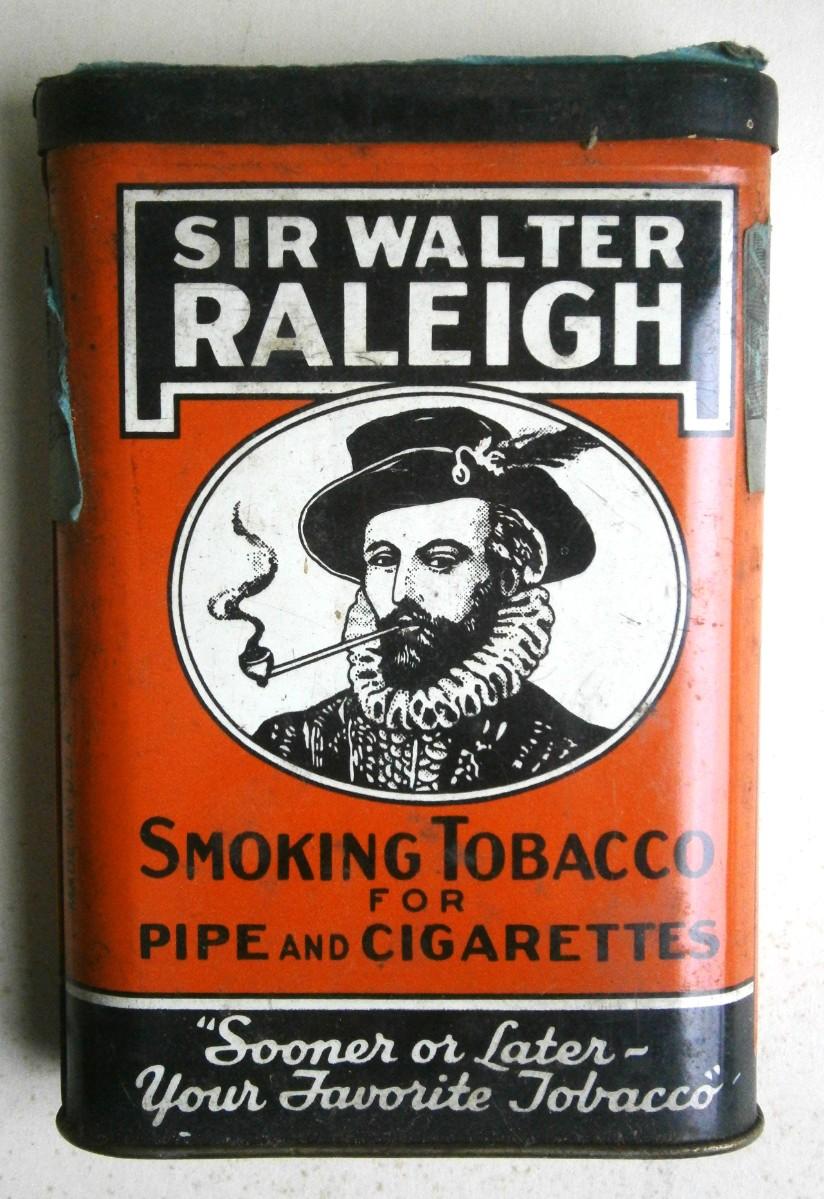 SIR WALTER
RALEIGH
SMOKING TOBACCO
FOR
PIPE AND CIGARETTES
"Sooner or Later-
Your Favorite Tobacco"